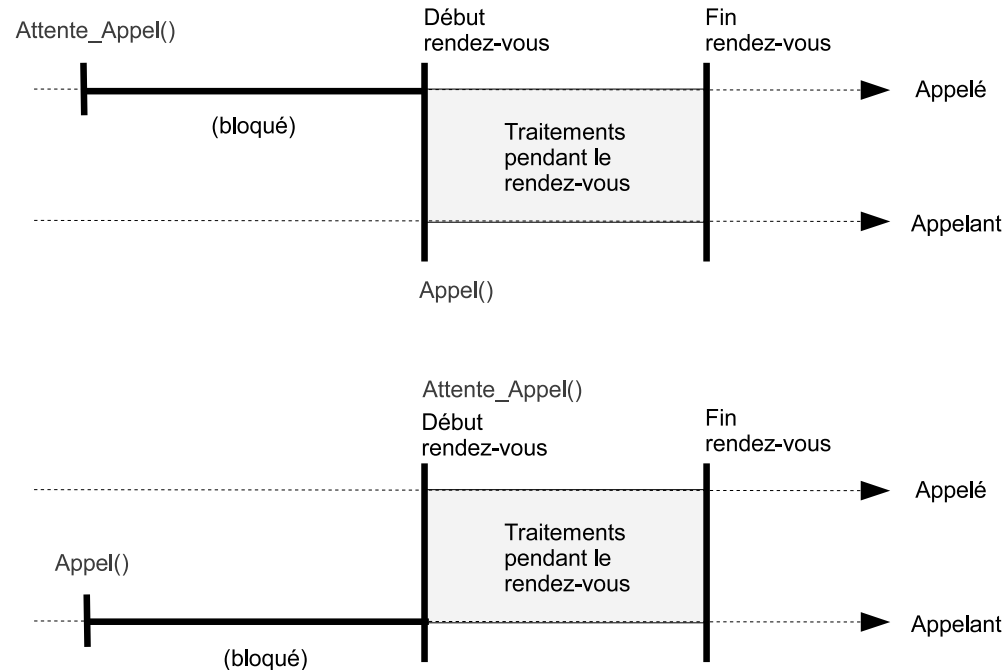 Attente_Appel()
Début
rendez-vous
Fin
rendez-vous
Appelé
(bloqué)
Traitements
pendant le
rendez-vous
Appelant
Appel()
Attente_Appel()
Début
rendez-vous
Fin
rendez-vous
Appelé
Traitements
pendant le
rendez-vous
Appel()
Appelant
(bloqué)